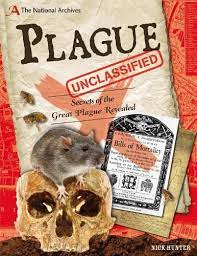 The National Archives
PLAGUE
UNCLASSIFIED
Secrets of the
Great Plague Revealed
Bills of Mortality
NICK HUNTER